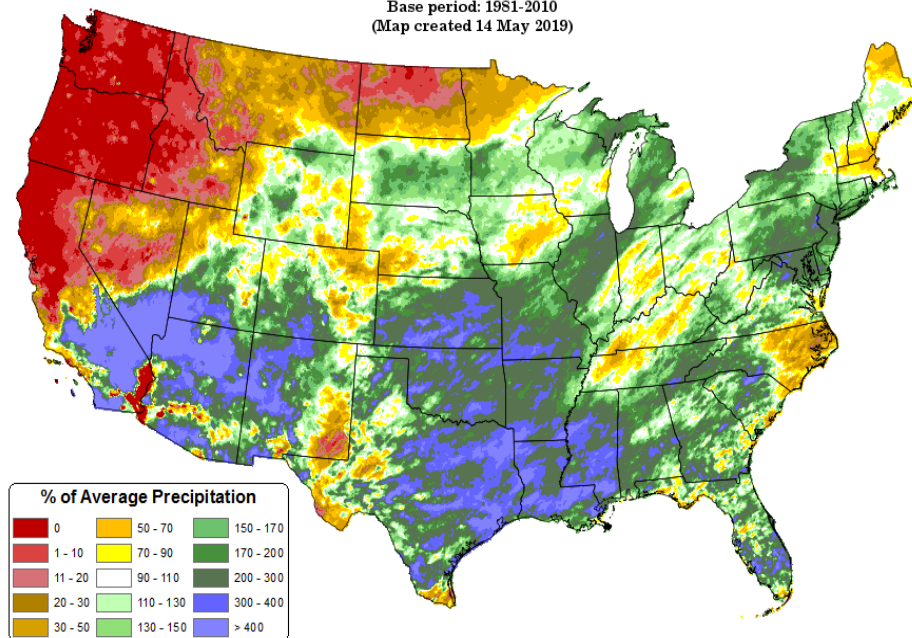 Base period: 1981-2010
(Map created 14 May 2019)
% of Average Precipitation
0
50 - 70
150 - 170
1 - 10
70 - 90
170 - 200
11 - 20
90 - 110
200 - 300
20 - 30
110 - 130
300 - 400
30 - 50
130 - 150
> 400